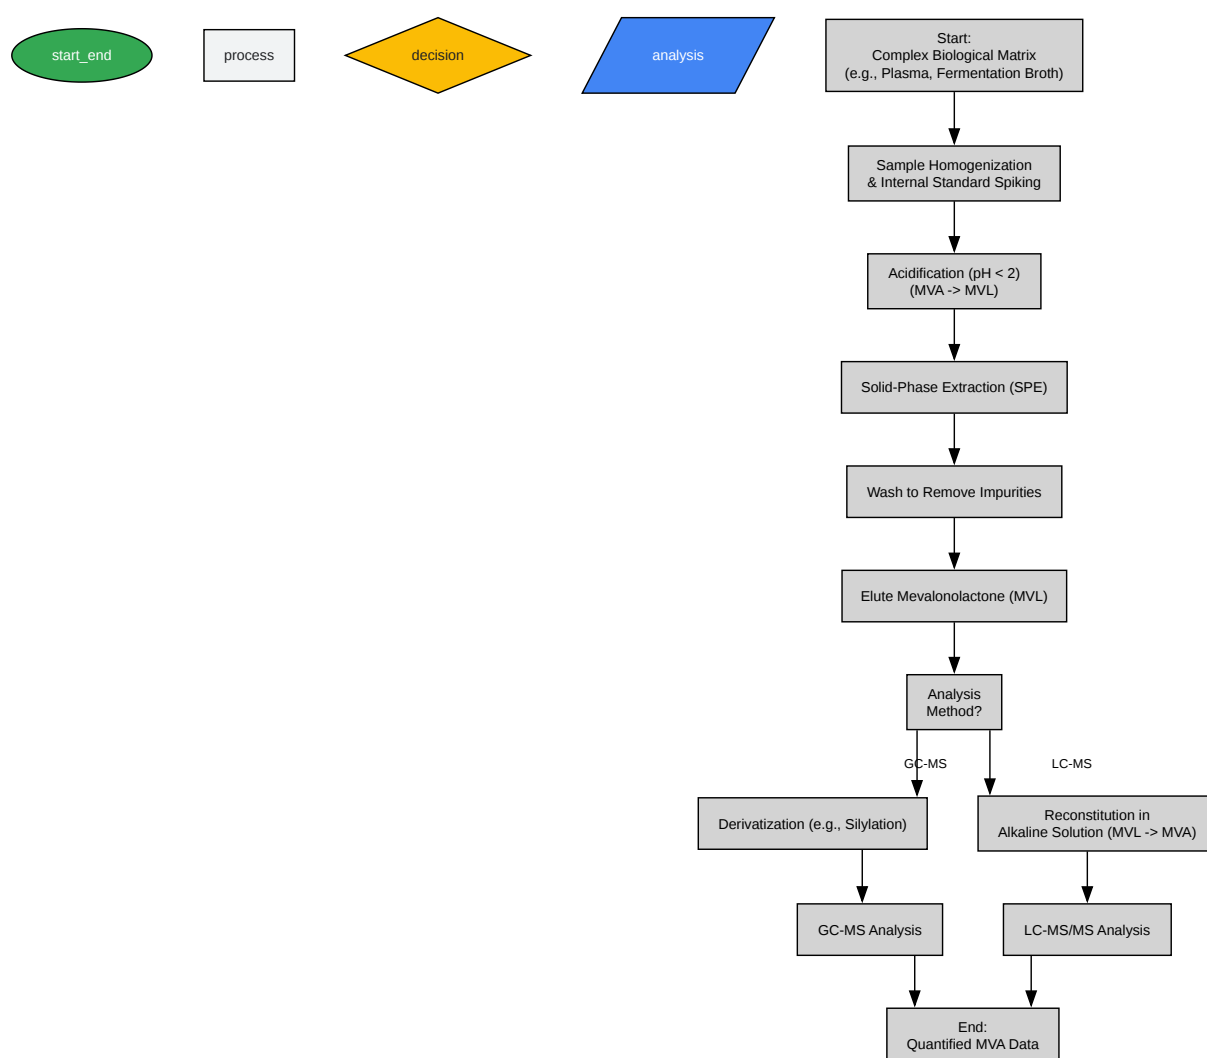 start_end
process
decision
analysis
Start:
Complex Biological Matrix
(e.g., Plasma, Fermentation Broth)
Sample Homogenization
& Internal Standard Spiking
Acidification (pH < 2)
(MVA -> MVL)
Solid-Phase Extraction (SPE)
Wash to Remove Impurities
Elute Mevalonolactone (MVL)
Analysis
Method?
GC-MS
LC-MS
Derivatization (e.g., Silylation)
Reconstitution in
Alkaline Solution (MVL -> MVA)
GC-MS Analysis
LC-MS/MS Analysis
End:
Quantified MVA Data